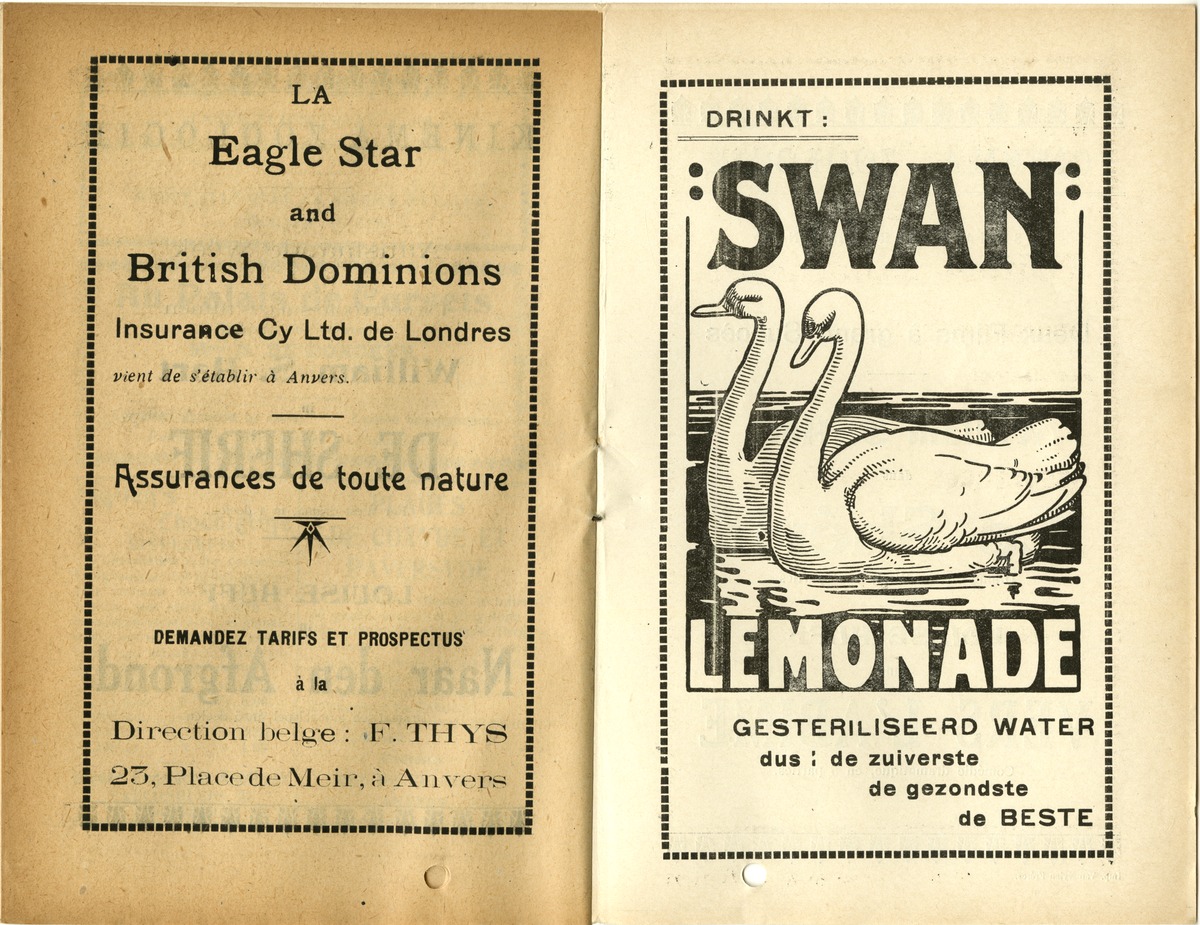 LA
Eagle Star
and
British Dominions
Insurance Cy Ltd. de Londres
vient de s'établir à Anvers.
Assurances de toute nature
DEMANDEZ TARIFS ET PROSPECTUS
à la
Direction belge : F. THYS
23, Place de Meir, à Anvers
DRINKT :
:SWAN:
LEMONADE
GESTERILISEERD WATER
dus : de zuiverste
de gezondste
de BESTE